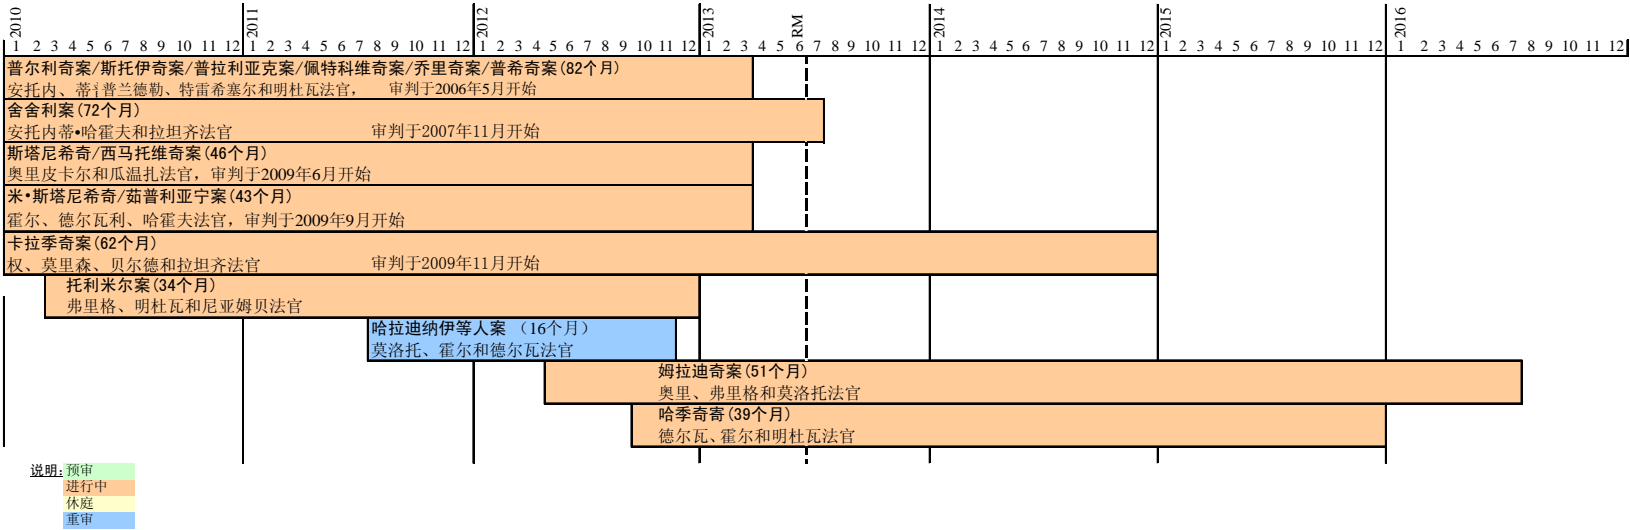 2010 2011 2012 2013 RM 2014 2015 2016
1 2 3 4 5 6 7 8 9 10 11 12 1 2 3 4 5 6 7 8 9 10 11 12 1 2 3 4 5 6 7 8 9 10 11 12 1 2 3 4 5 6 7 8 9 10 11 12 1 2 3 4 5 6 7 8 9 10 11 12 1 2 3 4 5 6 7 8 9 10 11 12 1 2 3 4 5 6 7 8 9 10 11 12
普尔利奇案/斯托伊奇案/普拉利亚克案/佩特科维奇案/乔里奇案/普希奇案(82个月)
安托内、蒂 普兰德勒、特雷希塞尔和明杜瓦法官， 审判于2006年5月开始
舍舍利案(72个月)
安托内蒂•哈霍夫和拉坦齐法官 审判于2007年11月开始
斯塔尼希奇/西马托维奇案(46个月)
奥里皮卡尔和瓜温扎法官，审判于2009年6月开始
米•斯塔尼希奇/茹普利亚宁案(43个月)
霍尔、德尔瓦利、哈霍夫法官，审判于2009年9月开始
卡拉季奇案(62个月)
权、莫里森、贝尔德和拉坦齐法官 审判于2009年11月开始
托利米尔案(34个月)
弗里格、明杜瓦和尼亚姆贝法官
哈拉迪纳伊等人案 （16个月）
莫洛托、霍尔和德尔瓦法官
姆拉迪奇案(51个月)
奥里、弗里格和莫洛托法官
哈季奇寄(39个月)
德尔瓦、霍尔和明杜瓦法官
说明: 预审
进行中
休庭
重审